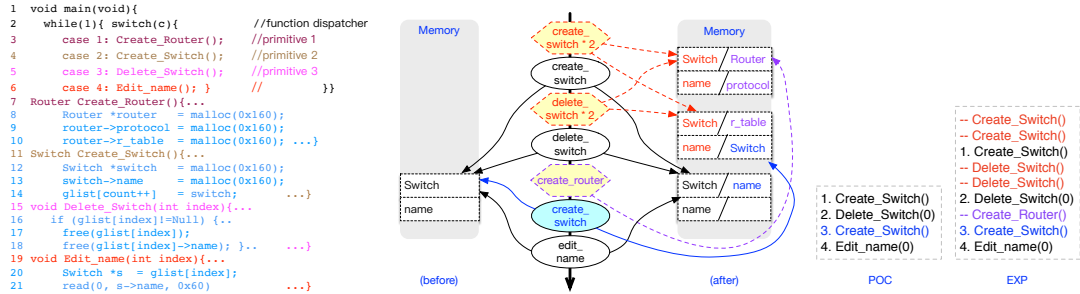 1 void main(void){
2 while(1){ switch(c){ //function dispatcher
3 case 1: Create_Router(); //primitive 1
4 case 2: Create_Switch(); //primitive 2
5 case 3: Delete_Switch(); //primitive 3
6 case 4: Edit_name(); } // }}
7 Router Create_Router(){...
8 Router *router = malloc(0x160);
9 router->protocol = malloc(0x160);
10 router->r_table = malloc(0x160); ...}
11 Switch Create_Switch(){...
12 Switch *switch = malloc(0x160);
13 switch->name = malloc(0x160);
14 glist[count++] = switch; ...}
15 void Delete_Switch(int index){...
16 if (glist[index]!=Null) {..
17 free(glist[index]);
18 free(glist[index]->name); }.. ...}
19 void Edit_name(int index){...
20 Switch *s = glist[index];
21 read(0, s->name, 0x60) ...}
Memory
Switch
name
(before)
create_
switch * 2
create_
switch
delete_
switch * 2
delete_
switch
create_router
create_
switch
edit_
name
Memory
Switch / Router
name / protocol
Switch / r_table
name / Switch
Switch / name
name /
(after)
1. Create_Switch()
2. Delete_Switch(0)
3. Create_Switch()
4. Edit_name(0)
POC
-- Create_Switch()
-- Create_Switch()
1. Create_Switch()
-- Delete_Switch()
-- Delete_Switch()
2. Delete_Switch(0)
-- Create_Router()
3. Create_Switch()
4. Edit_name(0)
EXP